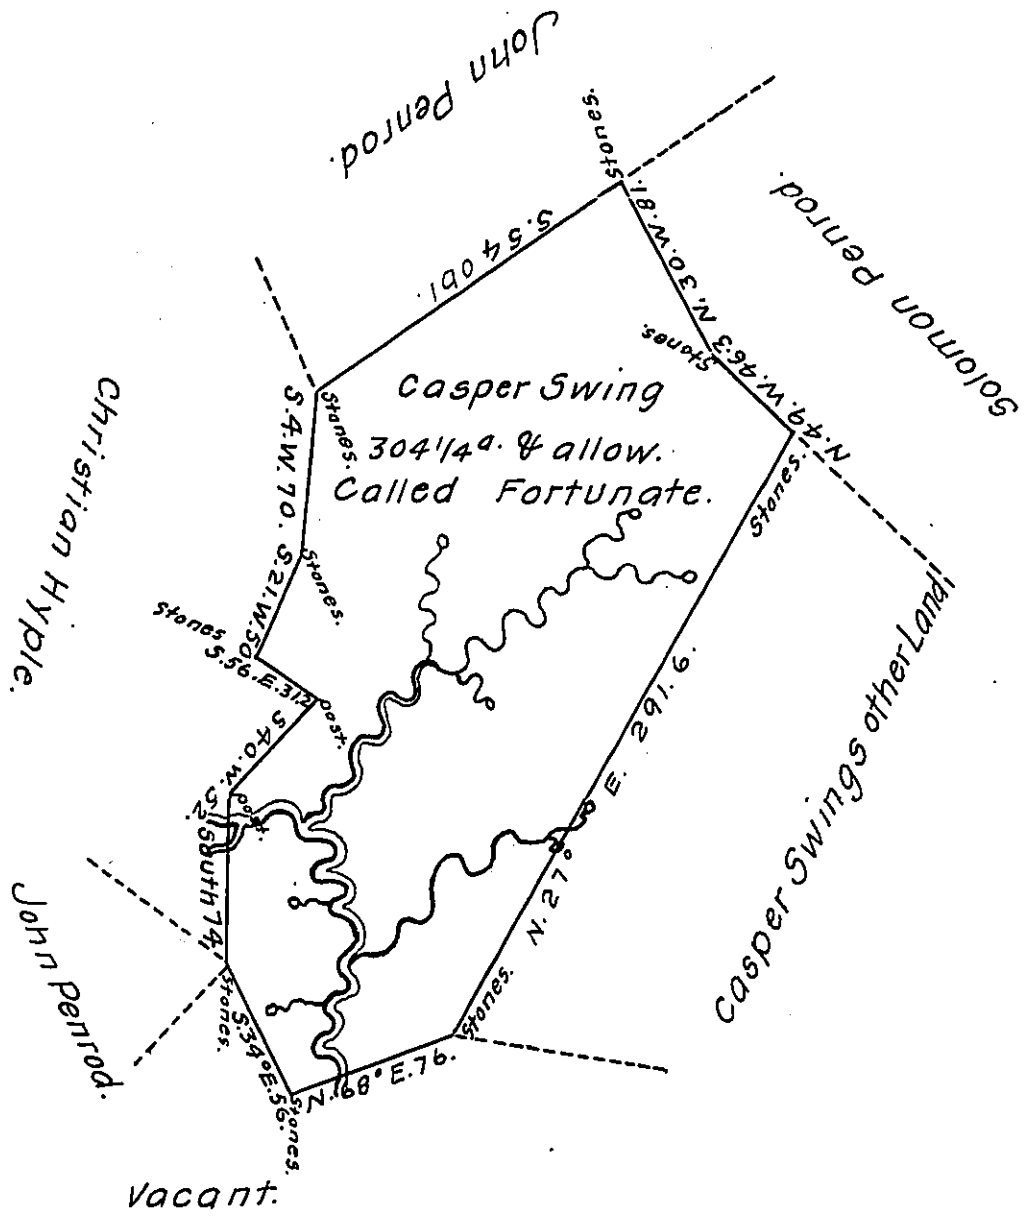 John Penrod.
Stones.
Solomon Penrod
S. 54 obl.
N. 30. W. 81.
Stones.
N. 49. W. 46.3
Stones.
Christian Hyple.
Stones.
S. 4. W. 70.
Casper Swing
304 1/4 a. & allow.
Called Fortunate.
Stones.
S. 21. W. 50
Stones
S. 56. E. 31.2
post.
S 40. W. 52
post.
South 74
John Penrod.
Stones.
S. 34° E. 56.
Stones.
N. 68° E. 76.
Stones.
N. 27° E. 291. 6.
Casper Swings other Land
Vacant.